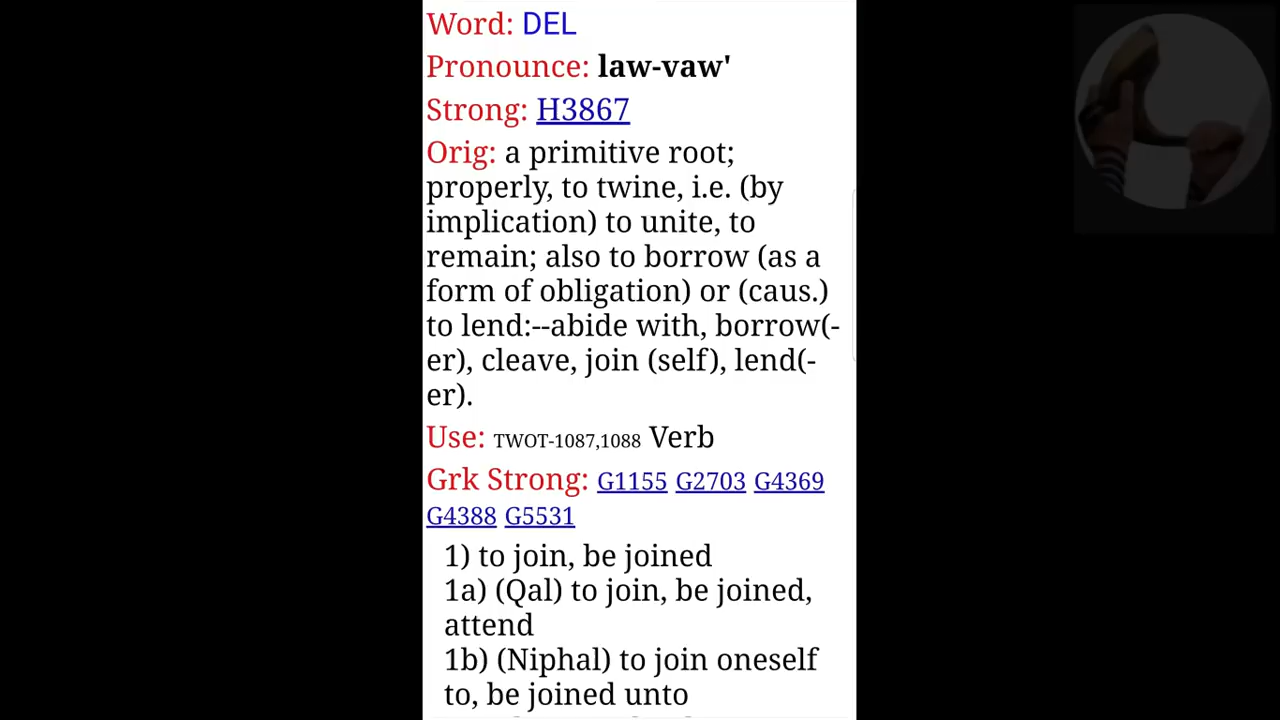 Word: DEL
Pronounce: law-vaw'
Strong: H3867
Orig: a primitive root;
properly, to twine, i.e. (by
implication) to unite, to
remain; also to borrow (as a
form of obligation) or (caus.)
to lend:--abide with, borrow(-
er), cleave, join (self), lend(-
er).
Use: TWOT-1087,1088 Verb
Grk Strong: G1155 G2703 G4369
G4388 G5531
1) to join, be joined
1a) (Qal) to join, be joined,
attend
1b) (Niphal) to join oneself
to, be joined unto